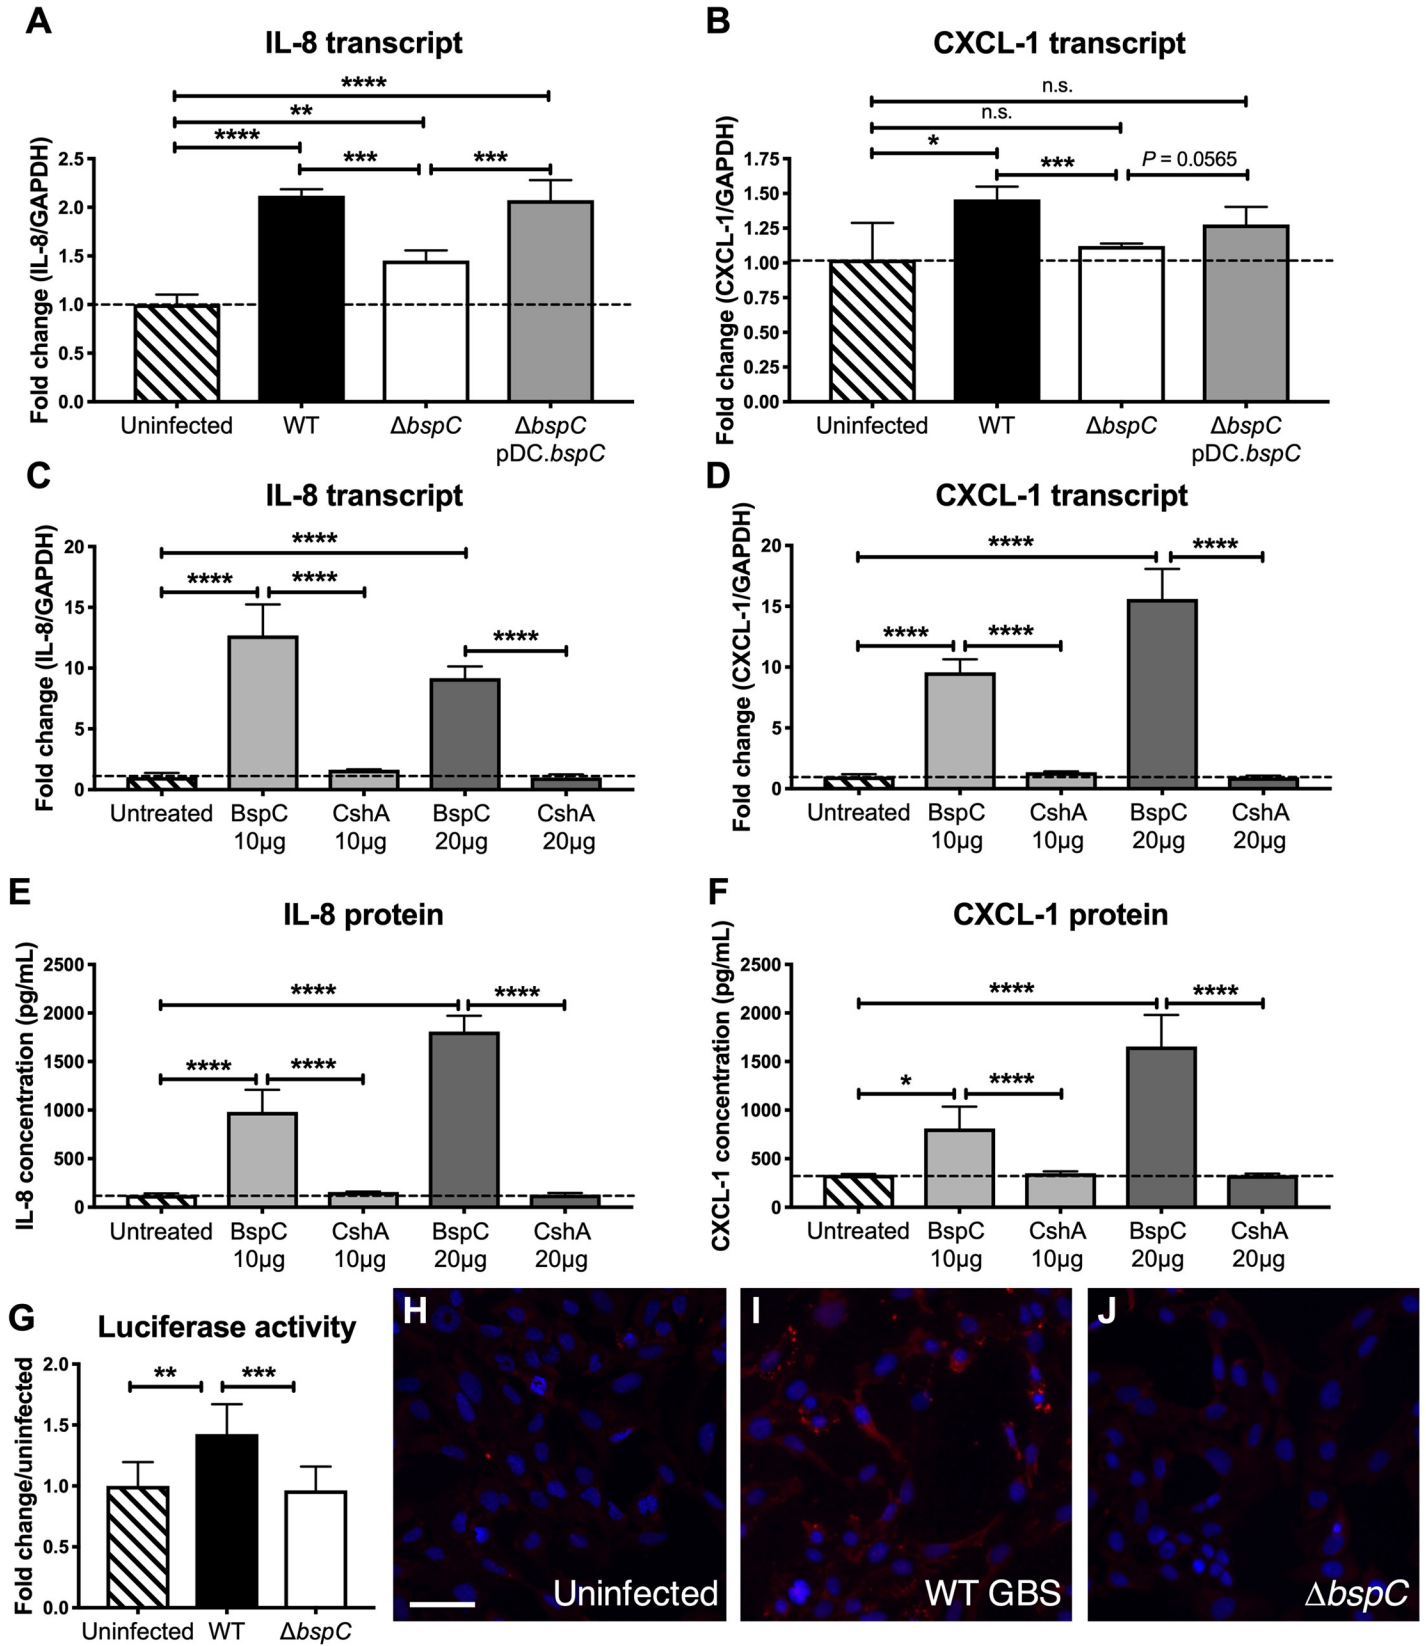 A
IL-8 transcript
****
**
****
***
***
Fold change (IL-8/GAPDH)
2.5
2.0
1.5
1.0
0.5
0.0
Uninfected
WT
ΔbspC
ΔbspC
pDC.bspC
B
CXCL-1 transcript
n.s.
n.s.
*
***
P = 0.0565
Fold change (CXCL-1/GAPDH)
1.75
1.50
1.25
1.00
0.75
0.50
0.25
0.00
Uninfected
WT
ΔbspC
ΔbspC
pDC.bspC
C
IL-8 transcript
****
****
****
****
Fold change (IL-8/GAPDH)
20
15
10
5
0
Untreated
BspC
10µg
CshA
10µg
BspC
20µg
CshA
20µg
D
CXCL-1 transcript
****
****
****
****
Fold change (CXCL-1/GAPDH)
20
15
10
5
0
Untreated
BspC
10µg
CshA
10µg
BspC
20µg
CshA
20µg
E
IL-8 protein
****
****
****
****
IL-8 concentration (pg/mL)
2500
2000
1500
1000
500
0
Untreated
BspC
10µg
CshA
10µg
BspC
20µg
CshA
20µg
F
CXCL-1 protein
****
****
*
****
CXCL-1 concentration (pg/mL)
2500
2000
1500
1000
500
0
Untreated
BspC
10µg
CshA
10µg
BspC
20µg
CshA
20µg
G
Luciferase activity
**
***
Fold change/uninfected
2.0
1.5
1.0
0.5
0.0
Uninfected
WT
ΔbspC
H
Uninfected
I
WT GBS
J
ΔbspC